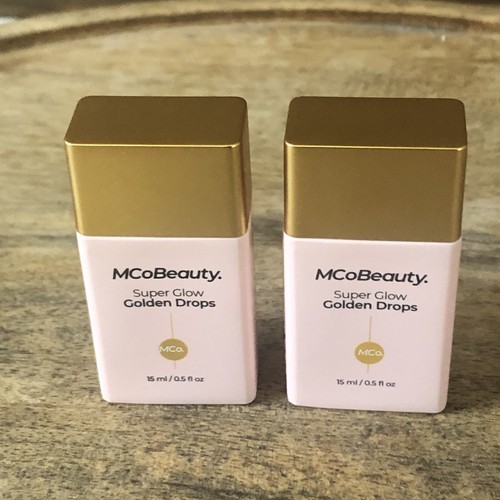 MCoBeauty.
Super Glow
Golden Drops
MCo.
15 ml / 0.5 fl oz
MCoBeauty.
Super Glow
Golden Drops
MCo.
15 ml / 0.5 fl oz